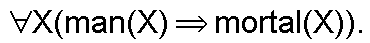 ∀X(man(X) ⟹ mortal(X)).